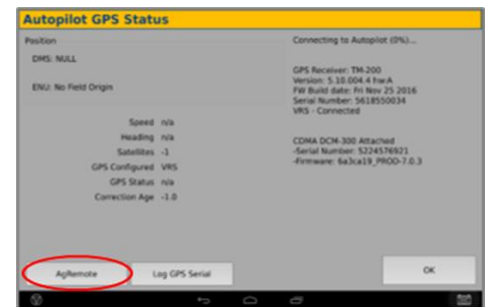 Autopilot GPS Status
Position
DMS: NULL
ENU: No Field Origin
Speed n/a
Heading n/a
Satellites -1
GPS Configured VRS
GPS Status n/a
Correction Age -1.0
Connecting to Autopilot (0%)...
GPS Receiver: TM-200
Version: 5.10.004.4 hw:A
FW Build date: Fri Nov 25 2016
Serial Number: 5618550034
VRS - Connected
CDMA DCM-300 Attached
-Serial Number: 5224576921
-Firmware: 6a3ca19_PROD-7.0.3
AgRemote
Log GPS Serial
OK